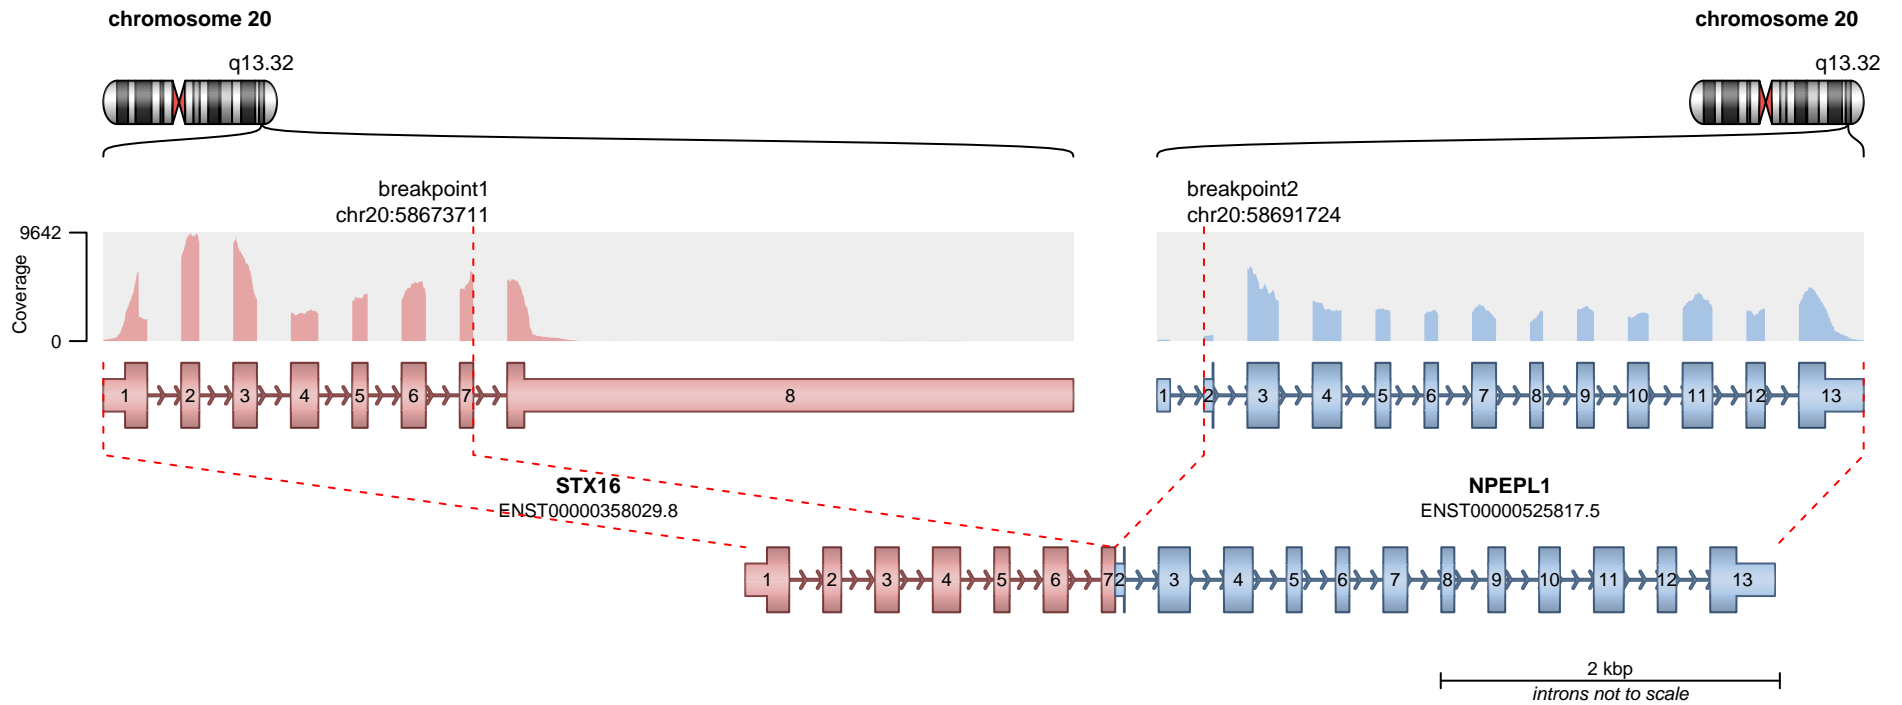 chromosome 20
chromosome 20
q13.32
q13.32
breakpoint1
chr20:58673711
breakpoint2
chr20:58691724
9642
Coverage
0
1 2 3 4 5 6 7 8
1 2 3 4 5 6 7 8 9 10 11 12 13
STX16
ENST00000358029.8
NPEPL1
ENST00000525817.5
1 2 3 4 5 6 7 2 3 4 5 6 7 8 9 10 11 12 13
2 kbp
introns not to scale